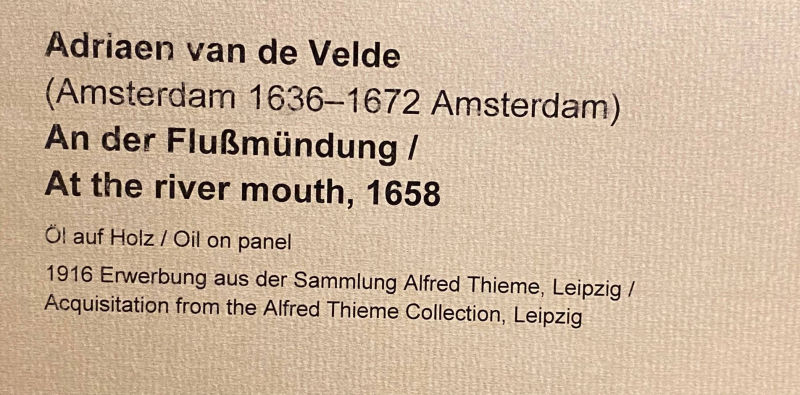 Adriaen van de Velde
(Amsterdam 1636–1672 Amsterdam)
An der Flußmündung /
At the river mouth, 1658
Öl auf Holz / Oil on panel
1916 Erwerbung aus der Sammlung Alfred Thieme, Leipzig /
Acquisitation from the Alfred Thieme Collection, Leipzig